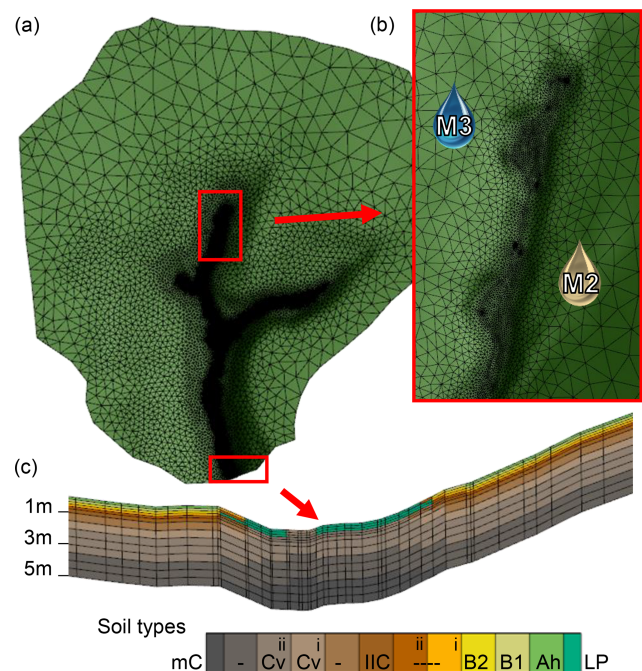 (a)
(b)
M3
M2
(c)
1m
3m
5m
Soil types
ii i ii i
mC - Cv Cv - IIC ---- B2 B1 Ah LP